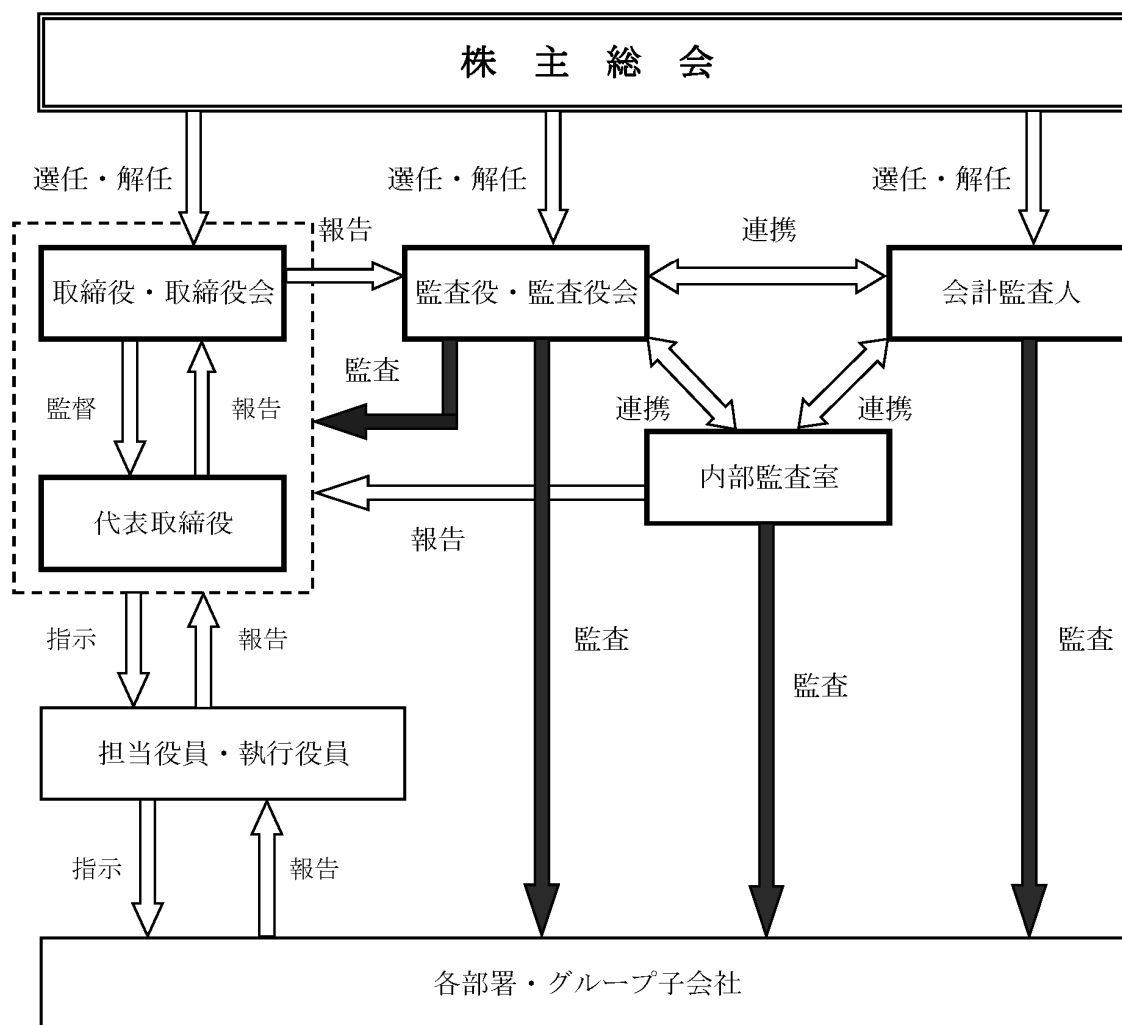 株 主 総 会
選任・解任
選任・解任
選任・解任
報告
連携
取締役・取締役会
監査役・監査役会
会計監査人
監査
監督
報告
連携
連携
内部監査室
代表取締役
報告
指示
報告
監査
監査
監査
担当役員・執行役員
指示
報告
各部署・グループ子会社